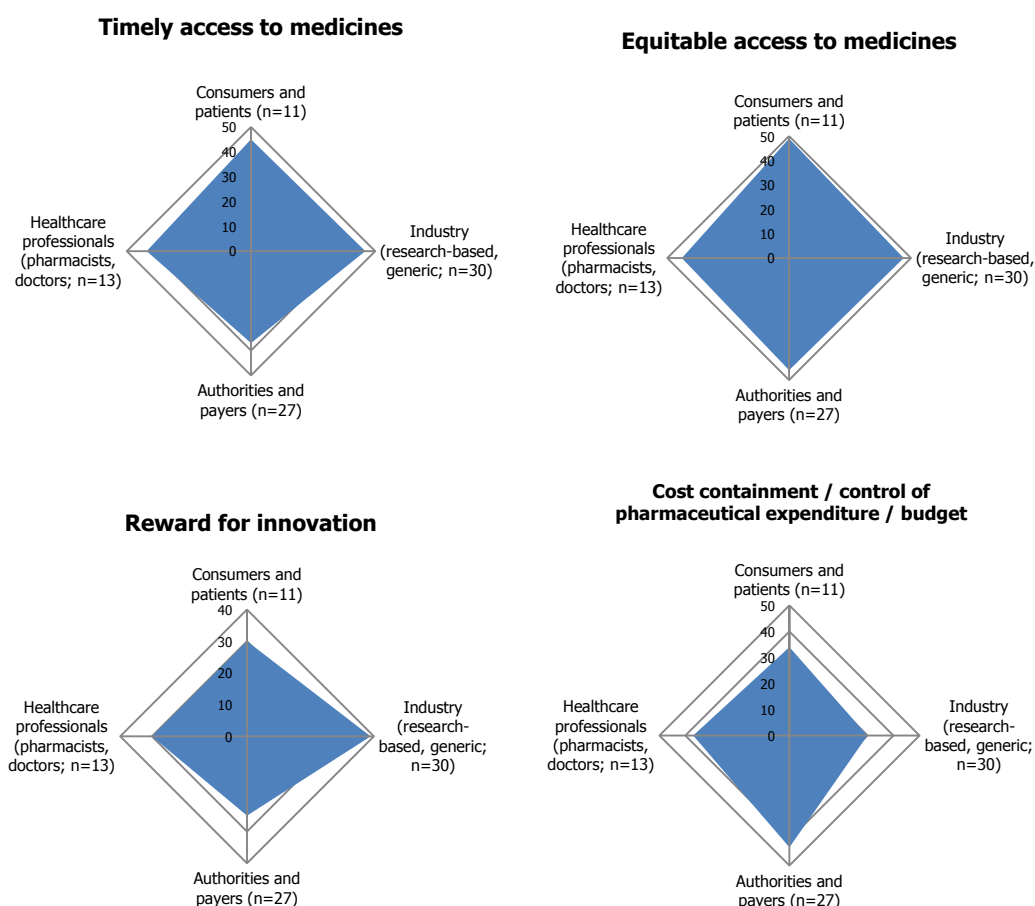 Timely access to medicines
Consumers and
patients (n=11)
50
40
30
20
10
0
Healthcare
professionals
(pharmacists,
doctors; n=13)
Industry
(research-based,
generic; n=30)
Authorities and
payers (n=27)
Equitable access to medicines
Consumers and
patients (n=11)
50
40
30
20
10
0
Healthcare
professionals
(pharmacists,
doctors; n=13)
Industry
(research-based,
generic; n=30)
Authorities and
payers (n=27)
Reward for innovation
Consumers and
patients (n=11)
40
30
20
10
0
Healthcare
professionals
(pharmacists,
doctors; n=13)
Industry
(research-
based, generic;
n=30)
Authorities and
payers (n=27)
Cost containment / control of
pharmaceutical expenditure / budget
Consumers and
patients (n=11)
50
40
30
20
10
0
Healthcare
professionals
(pharmacists,
doctors; n=13)
Industry
(research-
based, generic;
n=30)
Authorities and
payers (n=27)